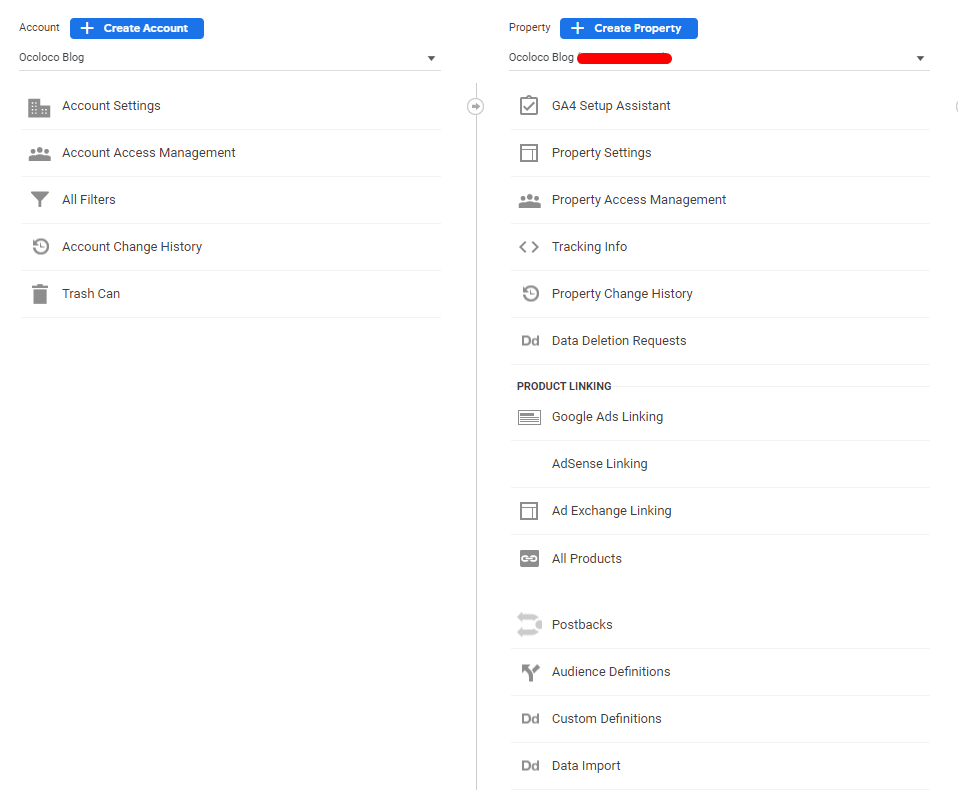 Account
Create Account
Ocoloco Blog
Account Settings
Account Access Management
All Filters
Account Change History
Trash Can
Property
Create Property
Ocoloco Blog
GA4 Setup Assistant
Property Settings
Property Access Management
Tracking Info
Property Change History
Dd Data Deletion Requests
PRODUCT LINKING
Google Ads Linking
AdSense Linking
Ad Exchange Linking
All Products
Postbacks
Audience Definitions
Dd Custom Definitions
Dd Data Import